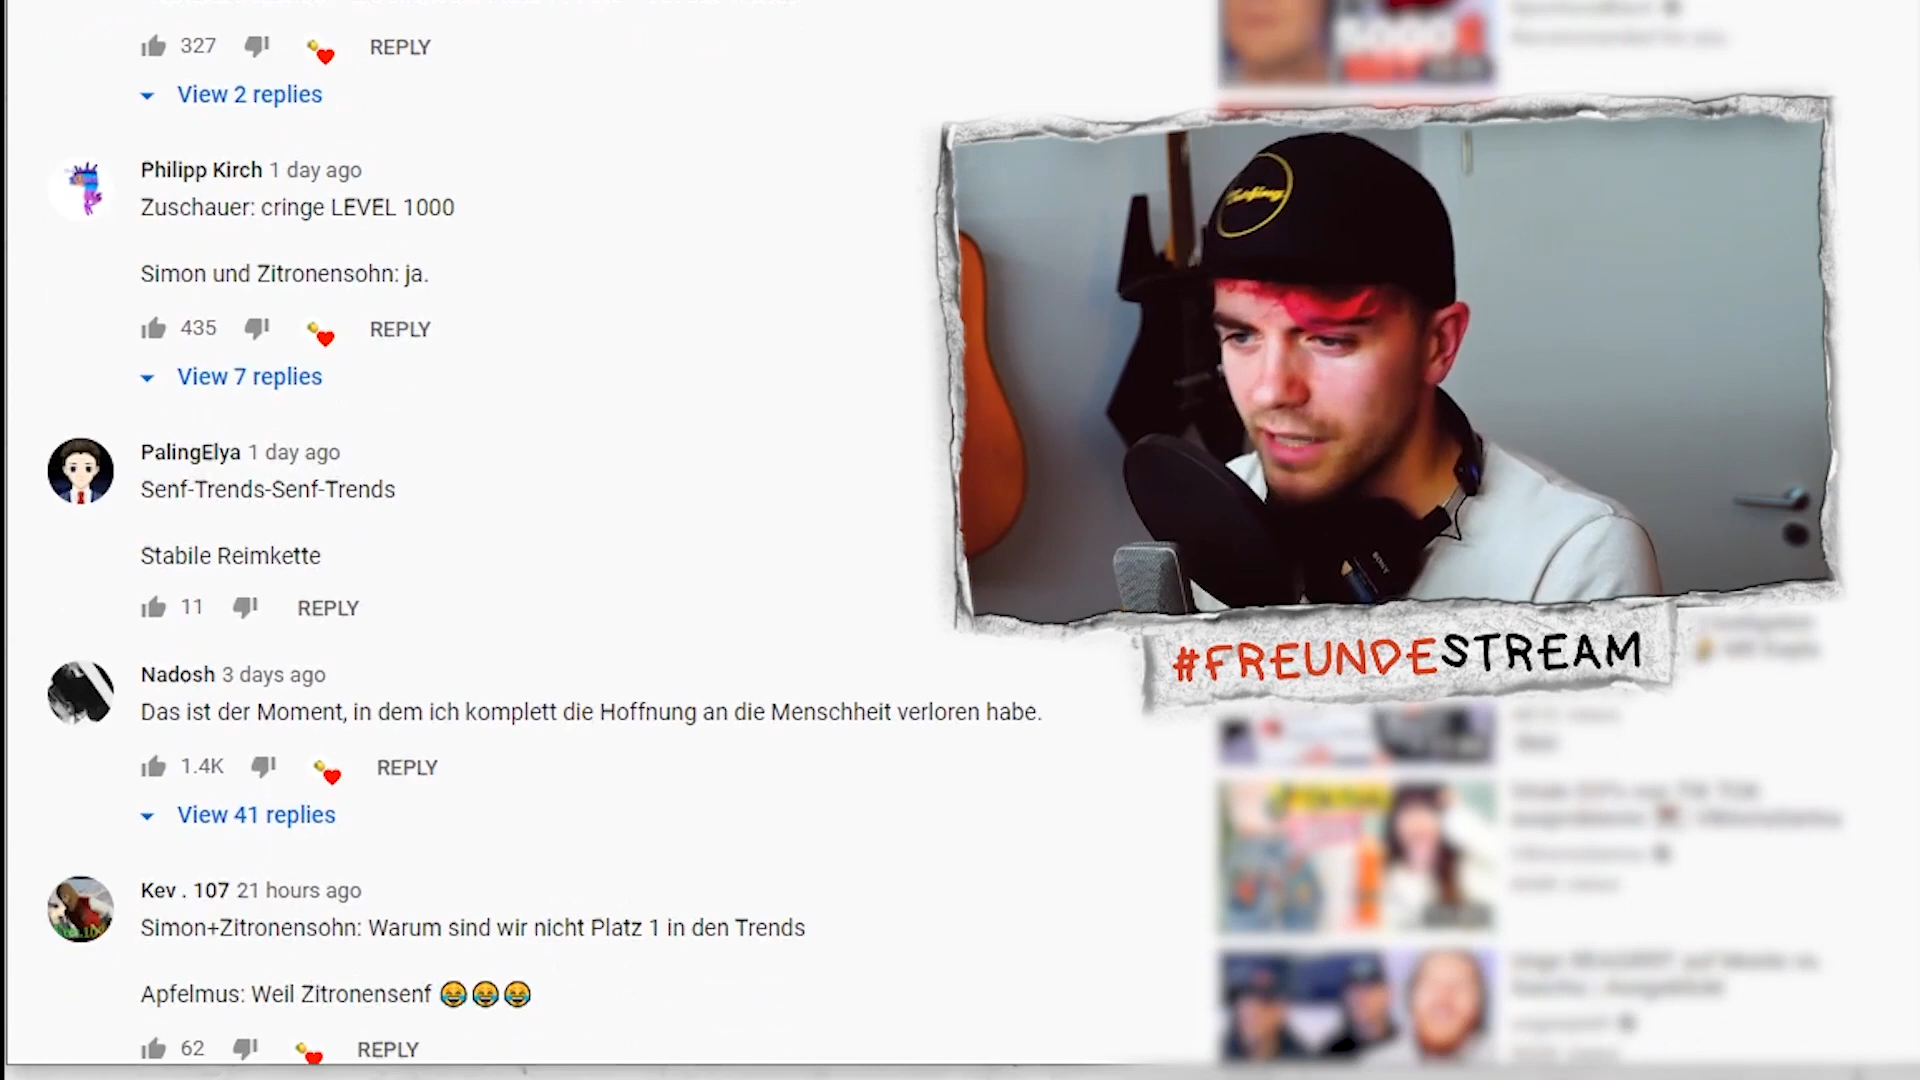 327 REPLY
View 2 replies
Philipp Kirch 1 day ago
Zuschauer: cringe LEVEL 1000
Simon und Zitronensohn: ja.
435 REPLY
View 7 replies
PalingElya 1 day ago
Senf-Trends-Senf-Trends
Stabile Reimkette
11 REPLY
Nadosh 3 days ago
Das ist der Moment, in dem ich komplett die Hoffnung an die Menschheit verloren habe.
1.4K REPLY
View 41 replies
Kev . 107 21 hours ago
Simon+Zitronensohn: Warum sind wir nicht Platz 1 in den Trends
Apfelmus: Weil Zitronensenf 😂😂😂
62 REPLY
SONY
#FREUNDESTREAM